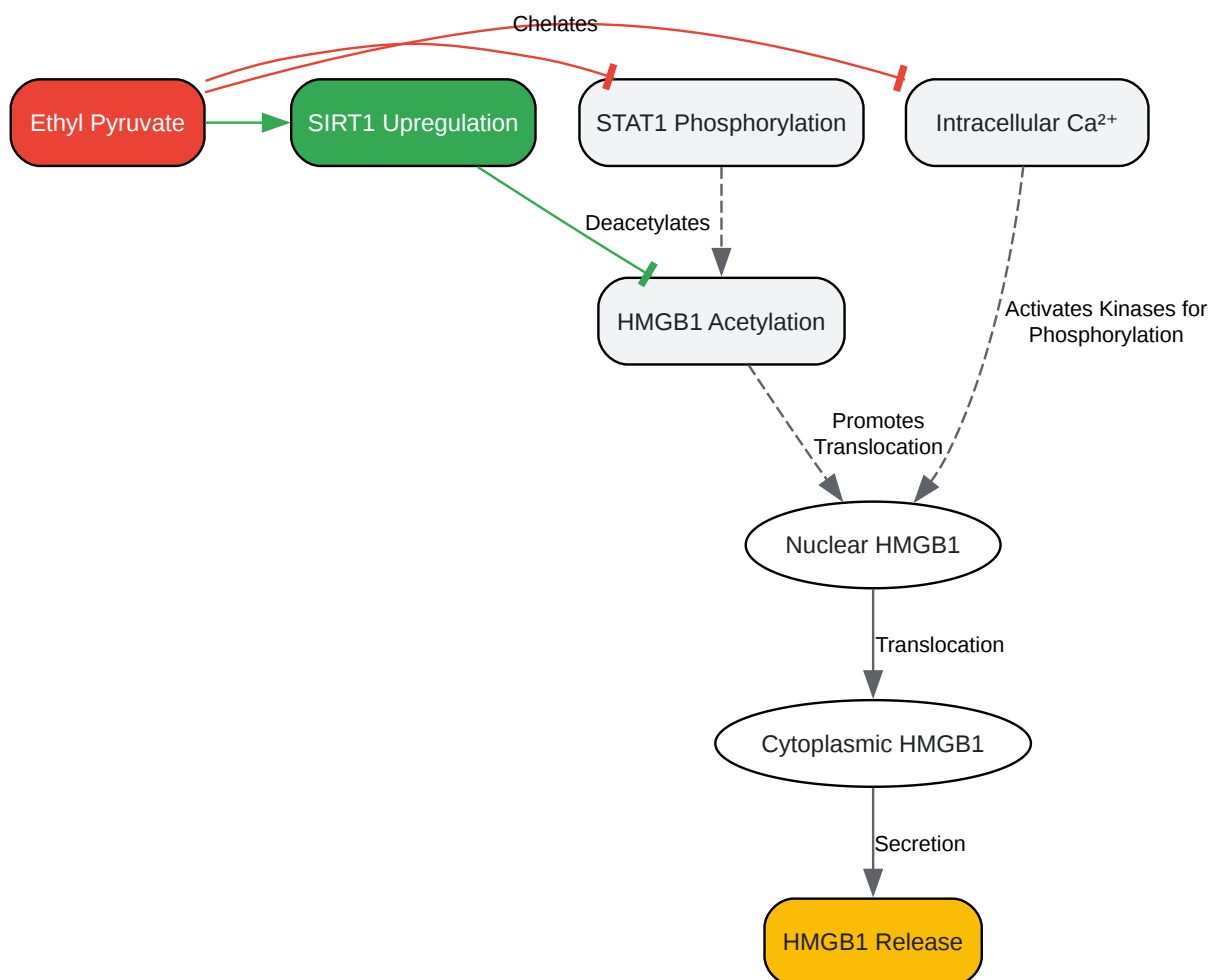 Chelates
Ethyl Pyruvate
SIRT1 Upregulation
STAT1 Phosphorylation
Intracellular Ca²⁺
Deacetylates
HMGB1 Acetylation
Activates Kinases for
Phosphorylation
Promotes
Translocation
Nuclear HMGB1
Translocation
Cytoplasmic HMGB1
Secretion
HMGB1 Release